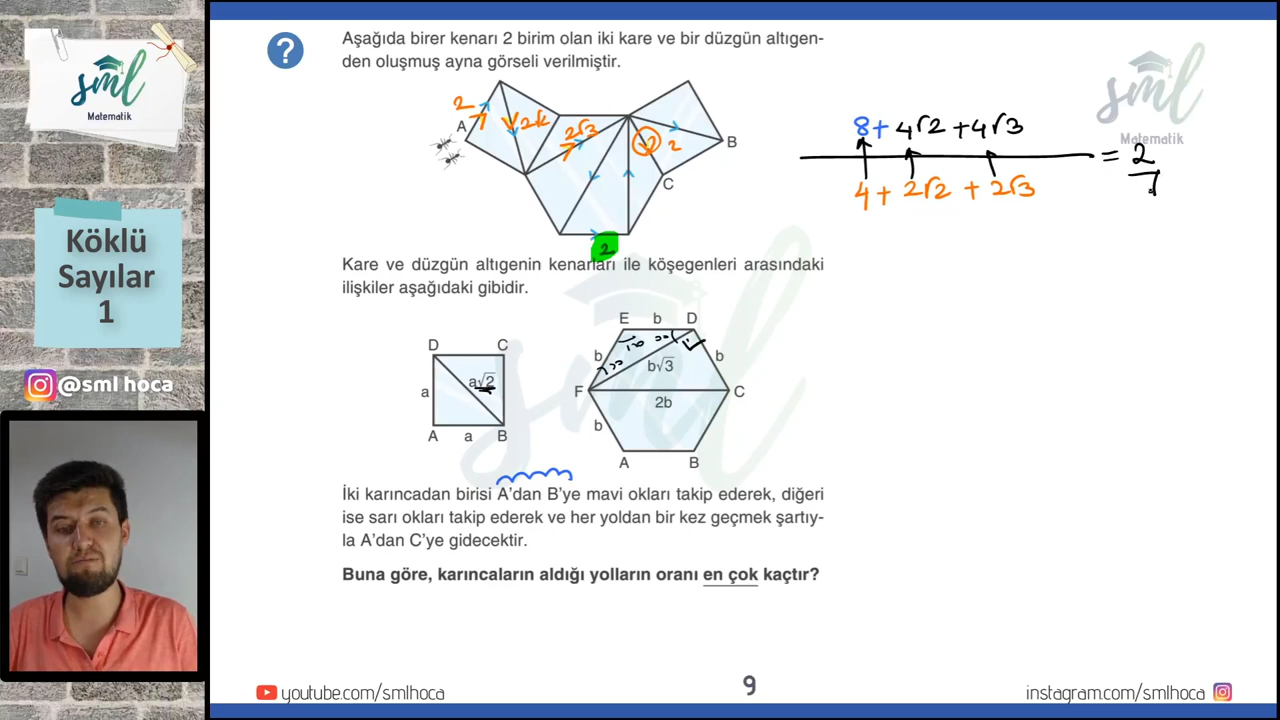 sml
Matematik
Köklü
Sayılar
1
@sml hoca
?
Aşağıda birer kenarı 2 birim olan iki kare ve bir düzgün altıgen-
den oluşmuş ayna görseli verilmiştir.
A
2
2√3
2
B
C
2
Kare ve düzgün altıgenin kenarları ile köşegenleri arasındaki
ilişkiler aşağıdaki gibidir.
D C
a
a√2
A a B
E b D
b b
b√3
F C
2b
b
A B
İki karıncadan birisi A'dan B'ye mavi okları takip ederek, diğeri
ise sarı okları takip ederek ve her yoldan bir kez geçmek şartıy-
la A'dan C'ye gidecektir.
Buna göre, karıncaların aldığı yolların oranı en çok kaçtır?
sml
Matematik
8 + 4√2 + 4√3
4 + 2√2 + 2√3
= 2
youtube.com/smlhoca
9
instagram.com/smlhoca